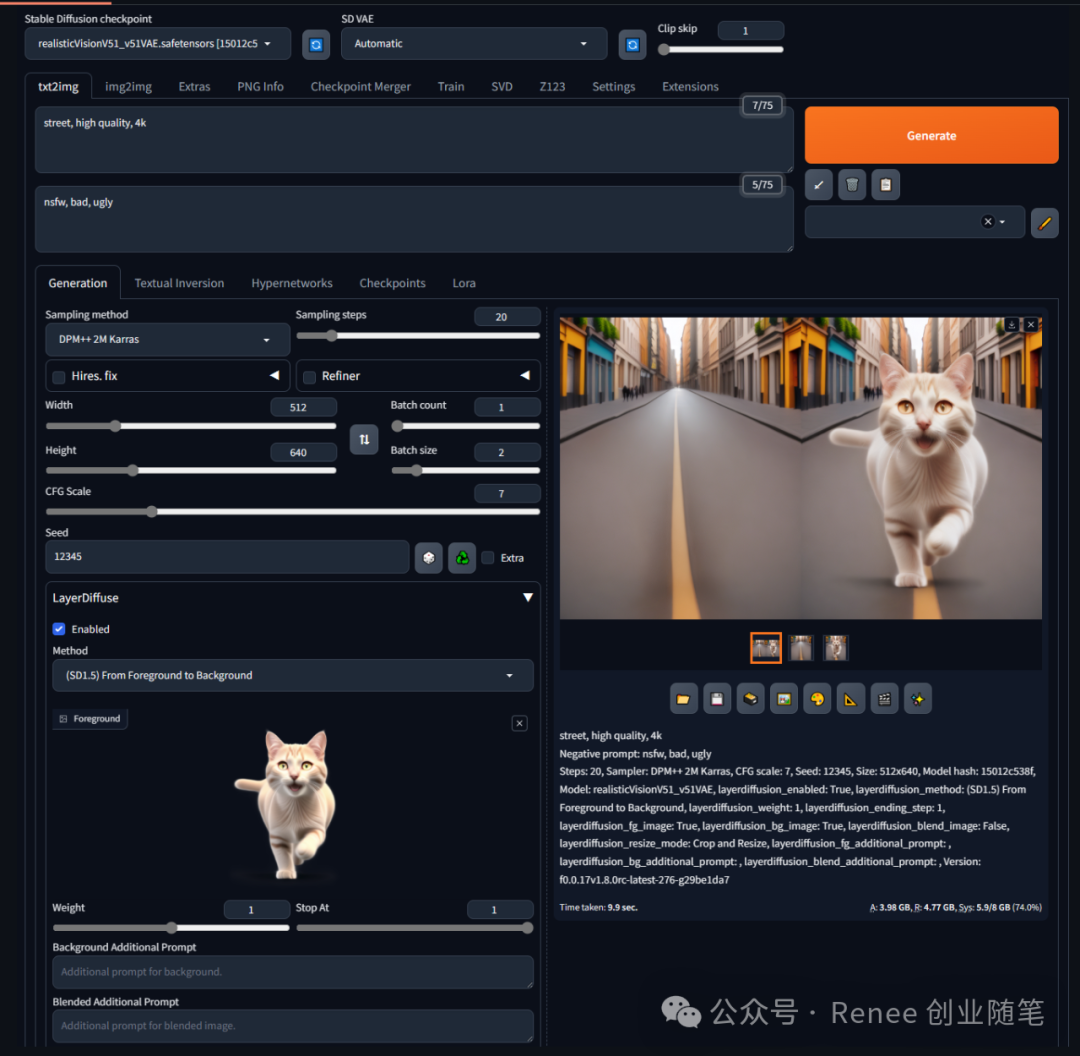 Stable Diffusion checkpoint
SD VAE
Clip skip
1
realisticVisionV51_v51VAE.safetensors [15012c5
Automatic
txt2img
img2img
Extras
PNG Info
Checkpoint Merger
Train
SVD
Z123
Settings
Extensions
7/75
street, high quality, 4k
Generate
5/75
nsfw, bad, ugly
Generation
Textual Inversion
Hypernetworks
Checkpoints
Lora
Sampling method
Sampling steps
20
DPM++ 2M Karras
Hires. fix
Refiner
Width
512
Batch count
1
Height
640
Batch size
2
CFG Scale
7
Seed
12345
Extra
LayerDiffuse
Enabled
Method
(SD1.5) From Foreground to Background
Foreground
Weight
1
Stop At
1
Background Additional Prompt
Additional prompt for background.
Blended Additional Prompt
Additional prompt for blended image.
street, high quality, 4k
Negative prompt: nsfw, bad, ugly
Steps: 20, Sampler: DPM++ 2M Karras, CFG scale: 7, Seed: 12345, Size: 512x640, Model hash: 15012c538f,
Model: realisticVisionV51_v51VAE, layerdiffusion_enabled: True, layerdiffusion_method: (SD1.5) From
Foreground to Background, layerdiffusion_weight: 1, layerdiffusion_ending_step: 1,
layerdiffusion_fg_image: True, layerdiffusion_bg_image: True, layerdiffusion_blend_image: False,
layerdiffusion_resize_mode: Crop and Resize, layerdiffusion_fg_additional_prompt: ,
layerdiffusion_bg_additional_prompt: , layerdiffusion_blend_additional_prompt: , Version:
f0.0.17v1.8.0rc-latest-276-g29be1da7
Time taken: 9.9 sec.
A: 3.98 GB, R: 4.77 GB, Sys: 5.9/8 GB (74.0%)
公众号 · Renee 创业随笔